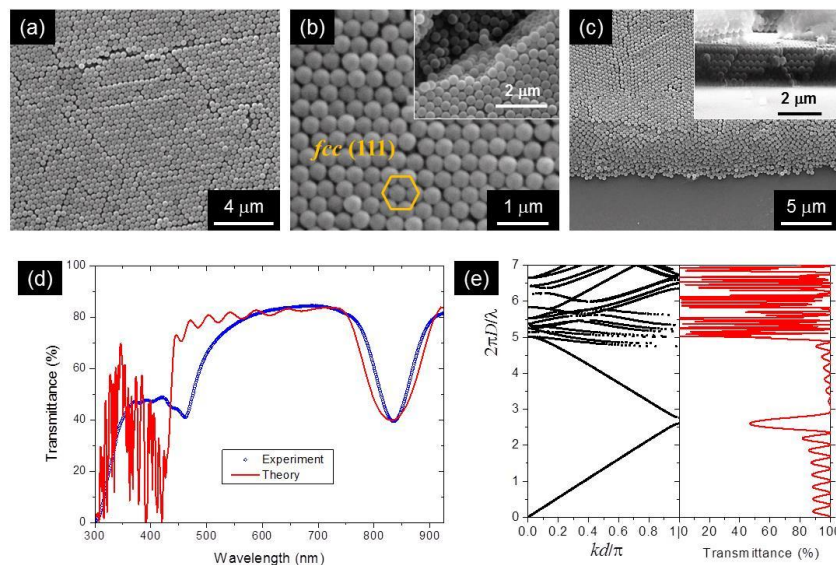 (a)
4 μm
(b)
2 μm
fcc (111)
1 μm
(c)
2 μm
5 μm
(d)
100
80
60
40
20
0
Transmittance (%)
300 400 500 600 700 800 900
Wavelength (nm)
Experiment
Theory
(e)
7
6
5
4
3
2
1
0
2πD/λ
0.0 0.2 0.4 0.6 0.8 1.0
20 40 60 80 100
kd/π
Transmittance (%)